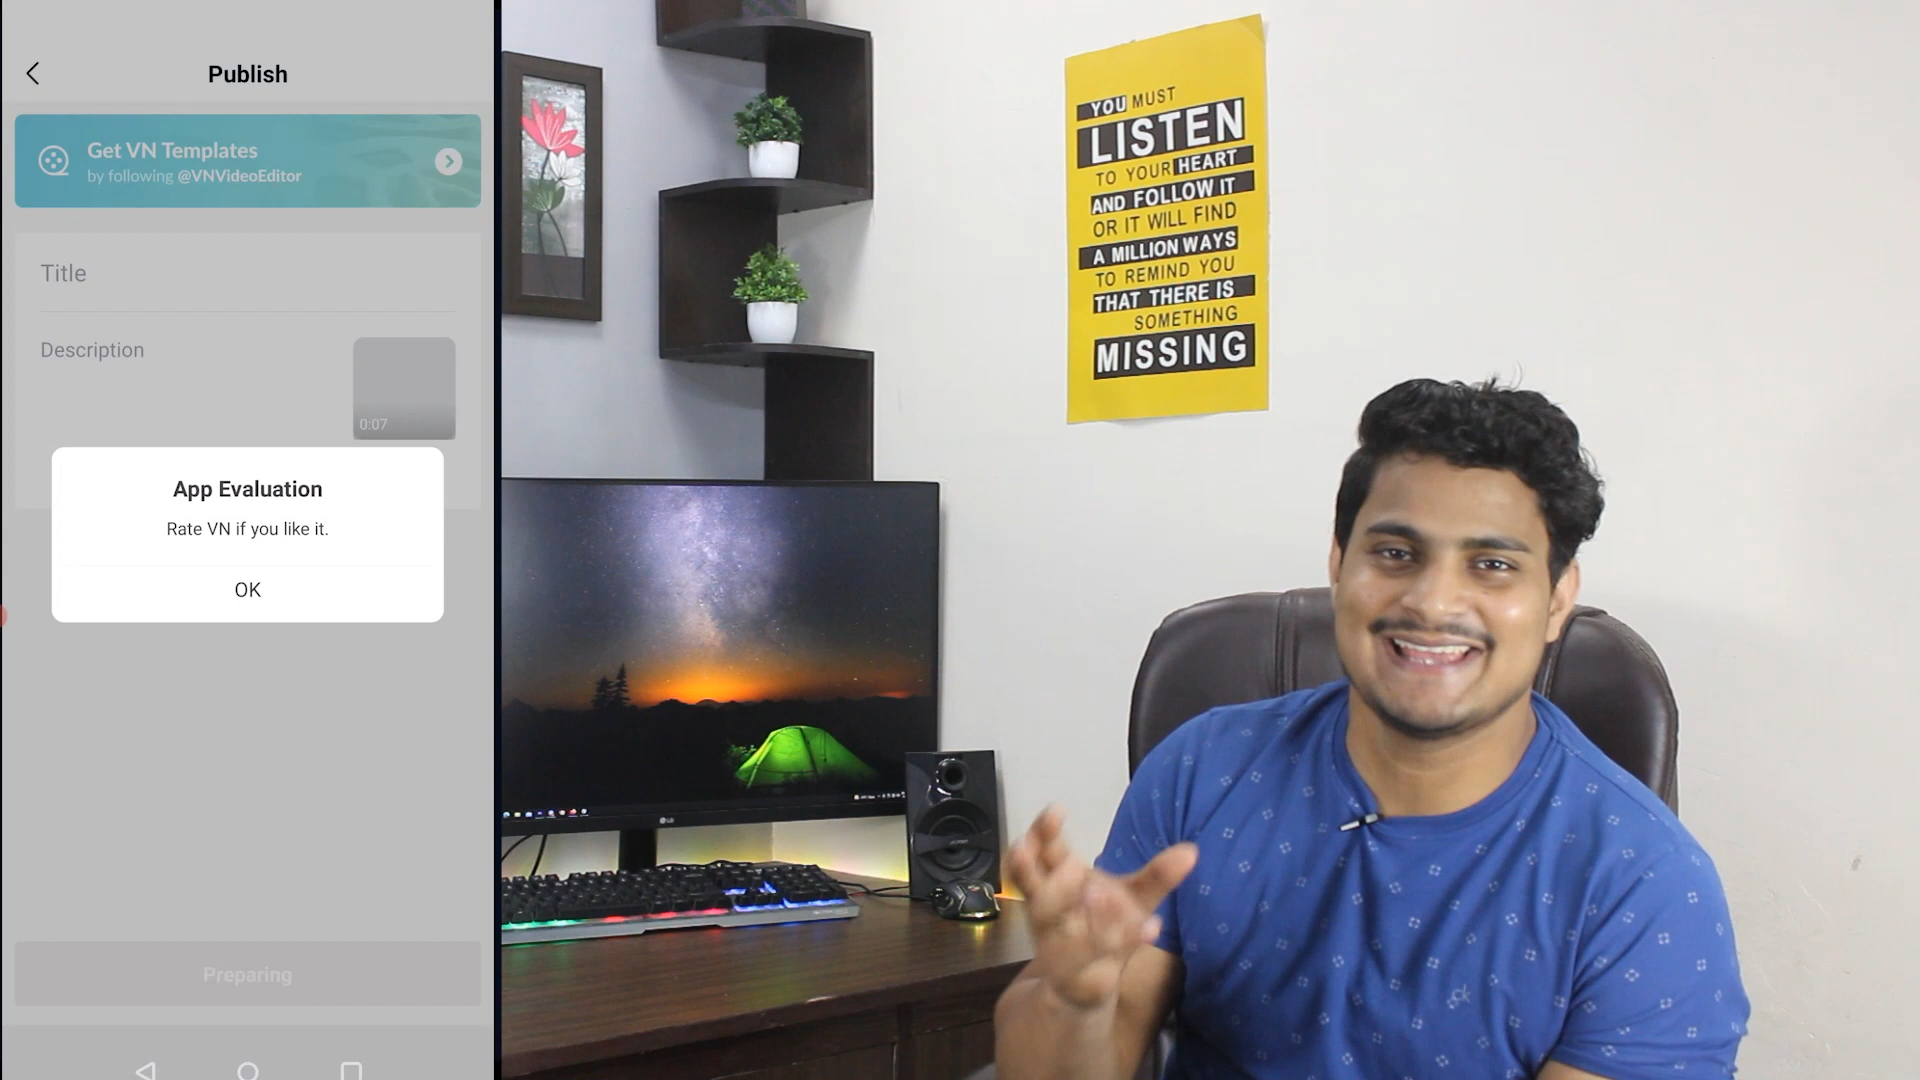 Publish
Get VN Templates
by following @VNVideoEditor
Title
Description
0:07
App Evaluation
Rate VN if you like it.
OK
Preparing
YOU MUST
LISTEN
TO YOUR HEART
AND FOLLOW IT
OR IT WILL FIND
A MILLION WAYS
TO REMIND YOU
THAT THERE IS
SOMETHING
MISSING
LG
ck